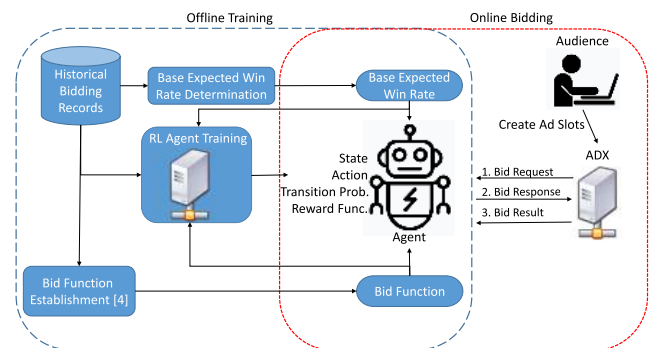 Offline Training
Online Bidding
Historical
Bidding
Records
Base Expected Win
Rate Determination
Base Expected
Win Rate
Audience
Create Ad Slots
RL Agent Training
State
Action
Transition Prob.
Reward Func.
Agent
ADX
1. Bid Request
2. Bid Response
3. Bid Result
Bid Function
Establishment [4]
Bid Function